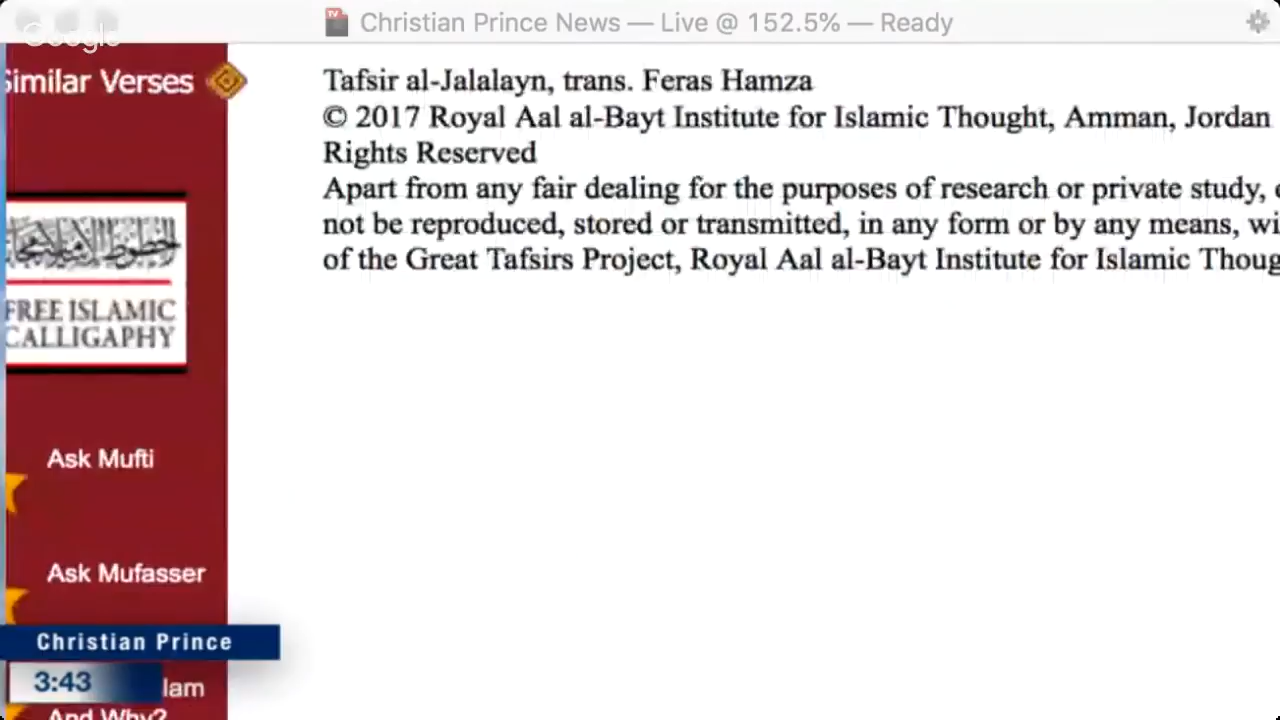 Christian Prince News — Live @ 152.5% — Ready
Google
Similar Verses
Tafsir al-Jalalayn, trans. Feras Hamza
© 2017 Royal Aal al-Bayt Institute for Islamic Thought, Amman, Jordan
Rights Reserved
Apart from any fair dealing for the purposes of research or private study,
not be reproduced, stored or transmitted, in any form or by any means,
of the Great Tafsirs Project, Royal Aal al-Bayt Institute for Islamic
FREE ISLAMIC
CALLIGAPHY
Ask Mufti
Ask Mufasser
Christian Prince
3:43
lam
And Why?